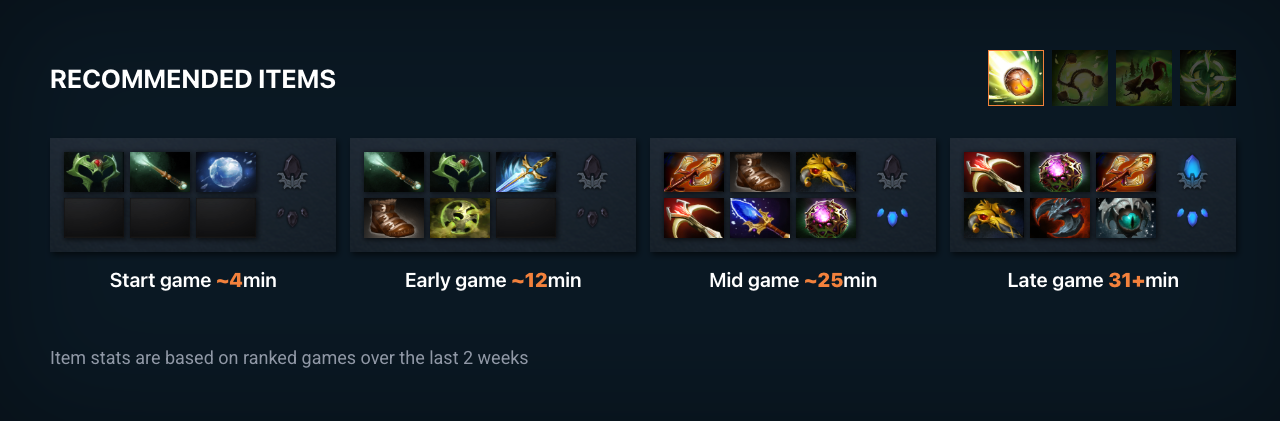 RECOMMENDED ITEMS
Start game ~4min
Early game ~12min
Mid game ~25min
Late game 31+min
Item stats are based on ranked games over the last 2 weeks